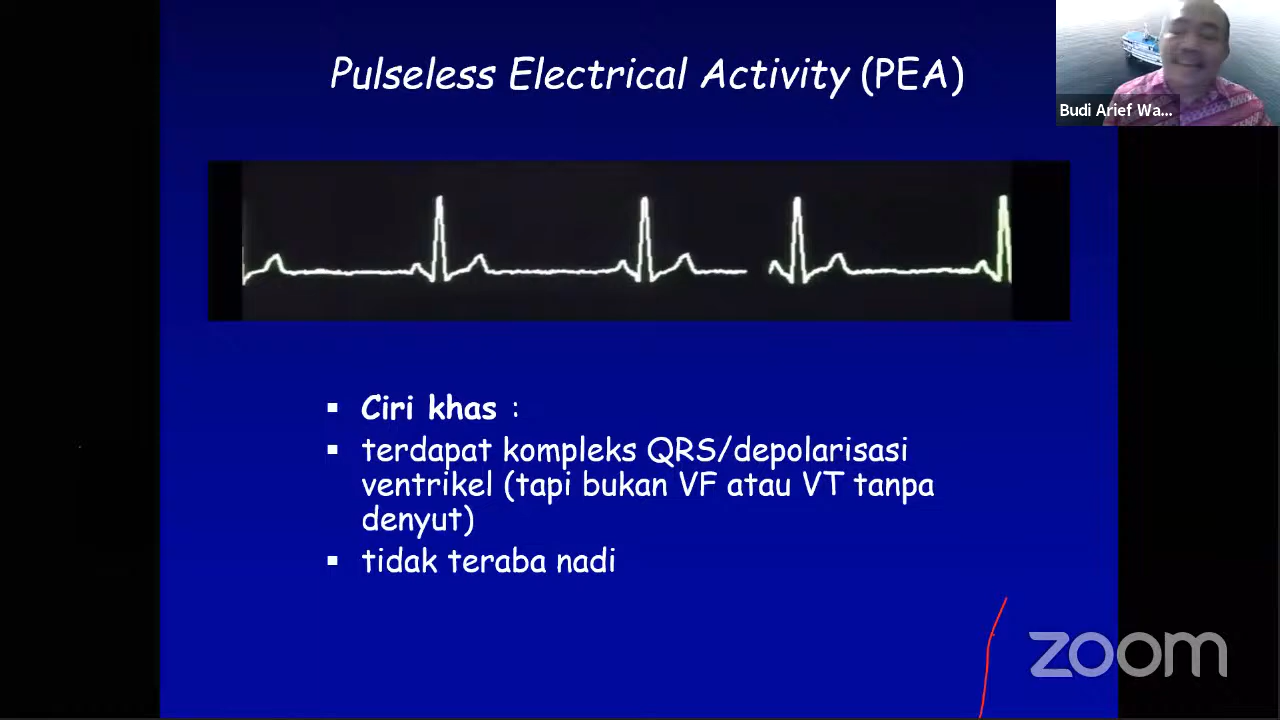 Pulseless Electrical Activity (PEA)
Budi Arief Wa...
▪ Ciri khas :
▪ terdapat kompleks QRS/depolarisasi
ventrikel (tapi bukan VF atau VT tanpa
denyut)
▪ tidak teraba nadi
zoom